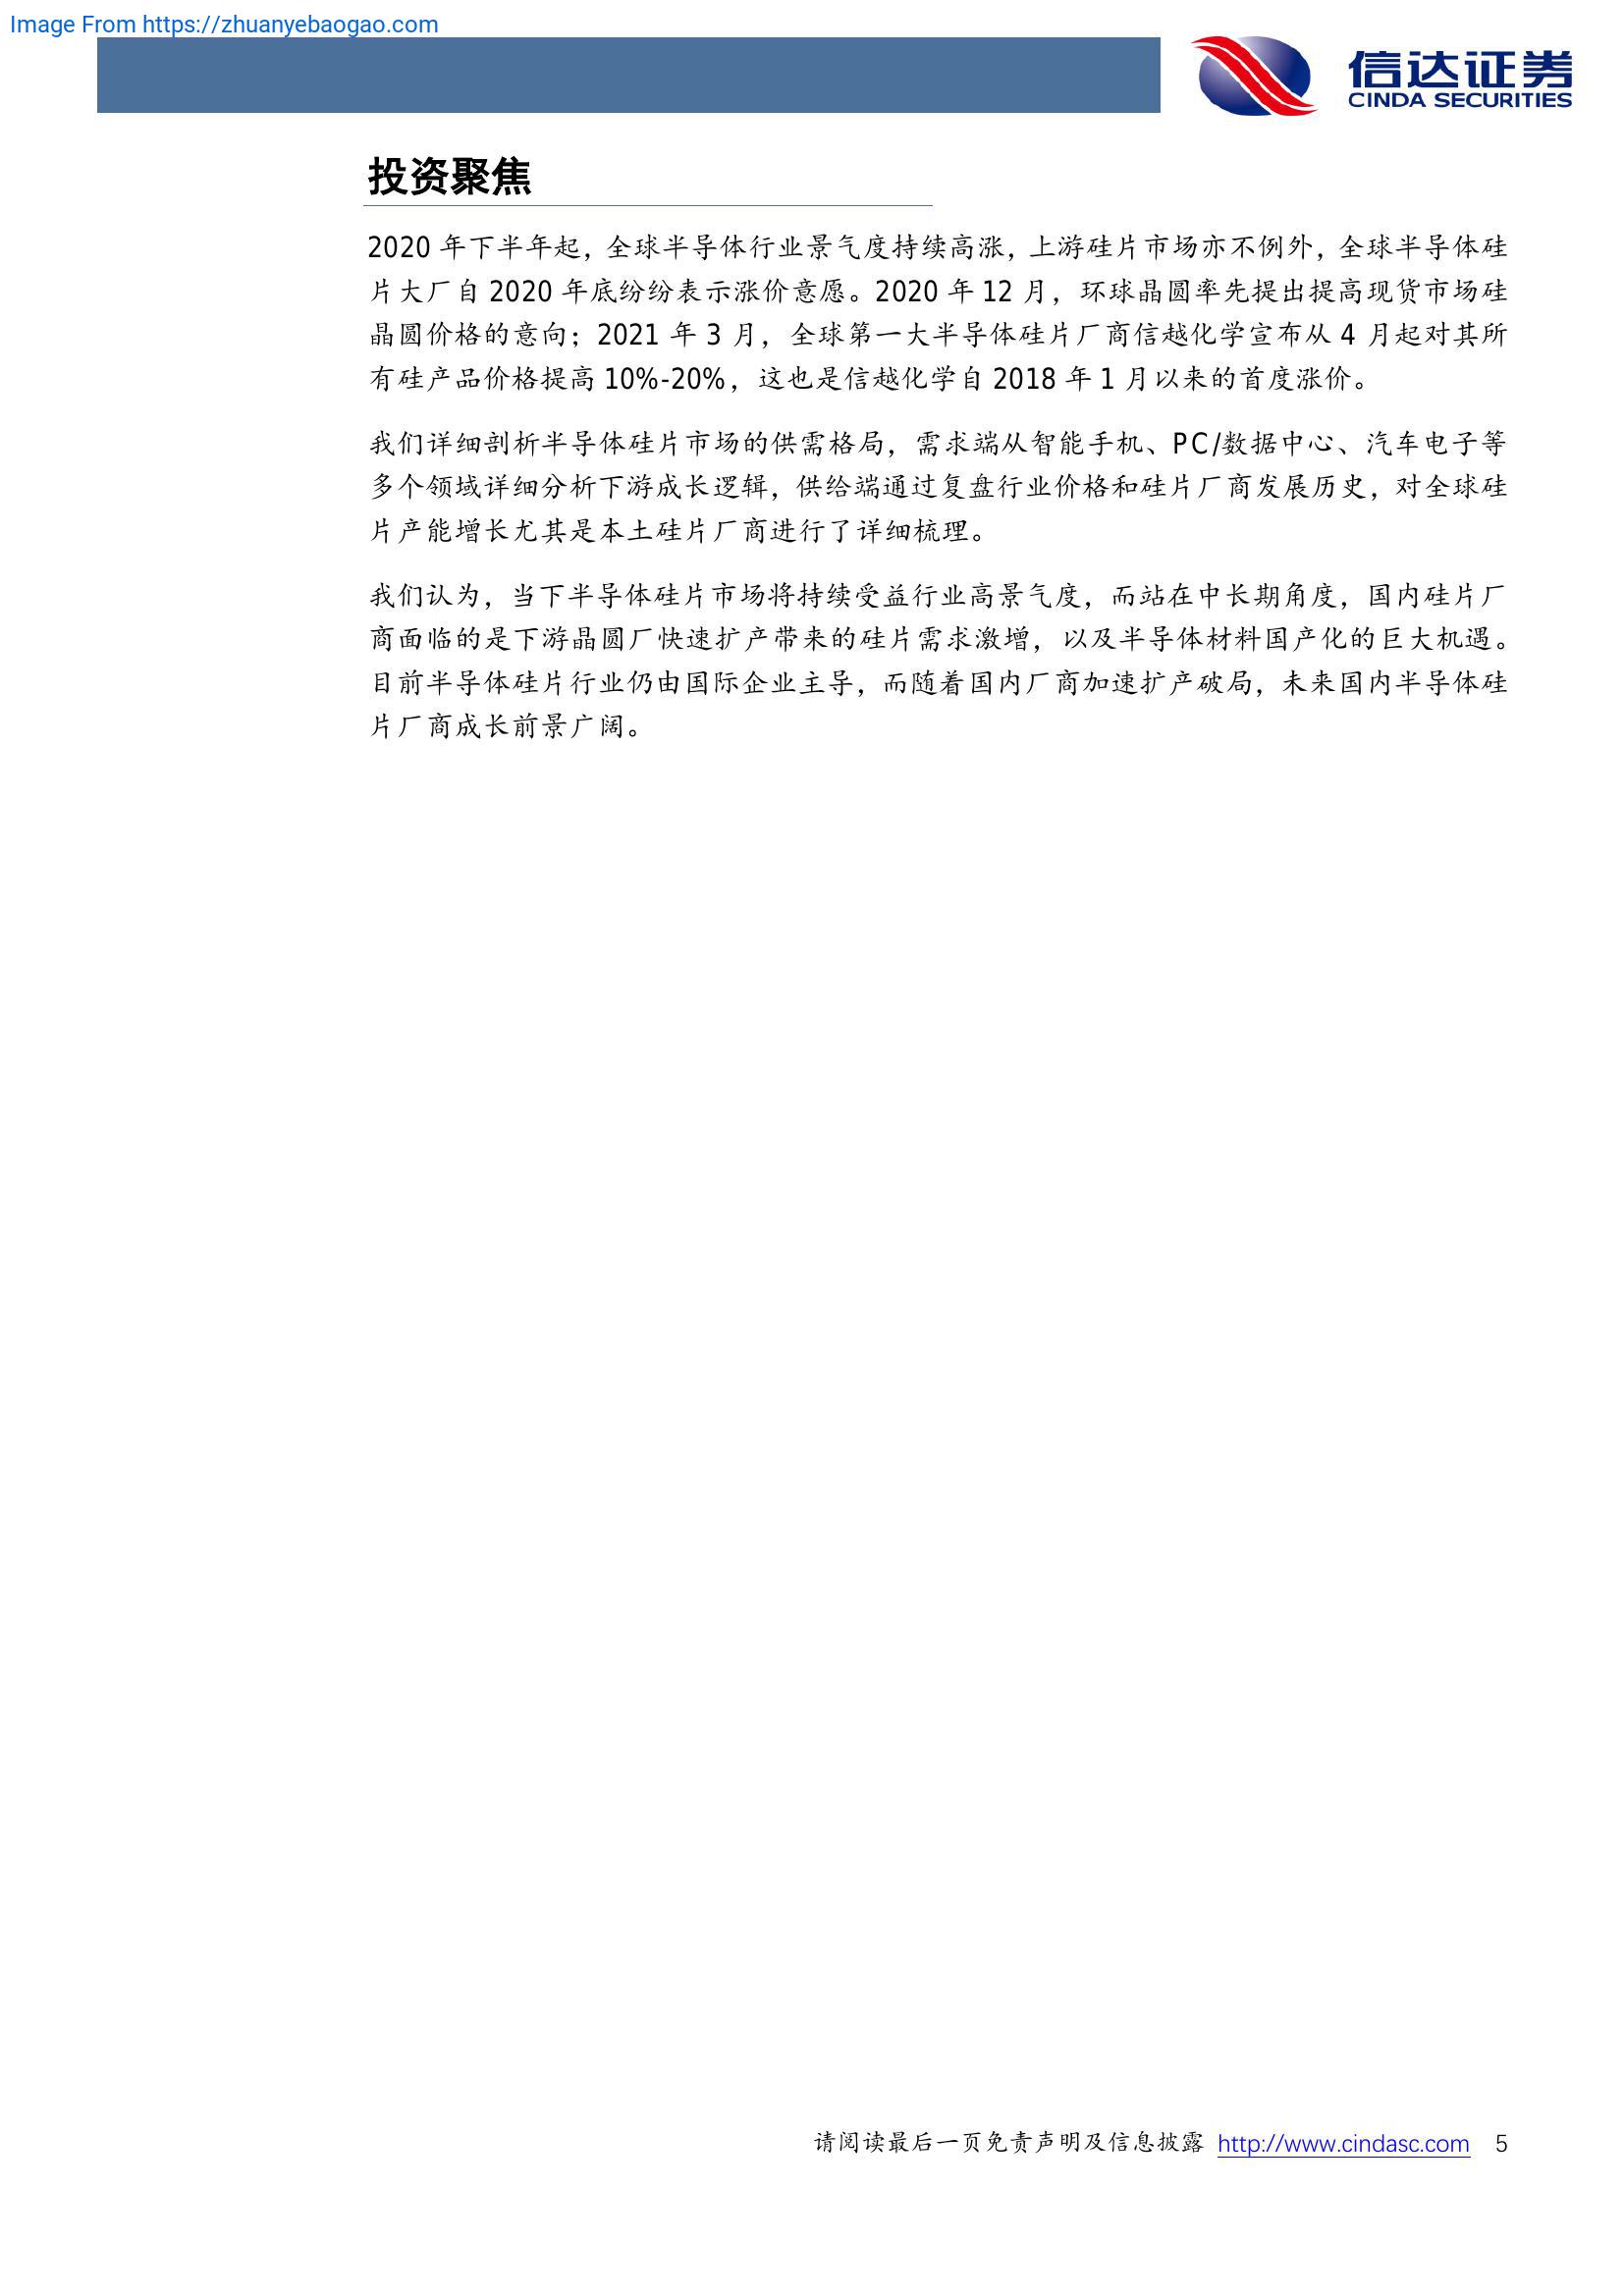 Image From https://zhuanyebaogao.com
信达证券
CINDA SECURITIES
投资聚焦
2020 年下半年起，全球半导体行业景气度持续高涨，上游硅片市场亦不例外，全球半导体硅
片大厂自 2020 年底纷纷表示涨价意愿。2020 年 12 月，环球晶圆率先提出提高现货市场硅
晶圆价格的意向；2021 年 3 月，全球第一大半导体硅片厂商信越化学宣布从 4 月起对其所
有硅产品价格提高 10%-20%，这也是信越化学自 2018 年 1 月以来的首度涨价。
我们详细剖析半导体硅片市场的供需格局，需求端从智能手机、PC/数据中心、汽车电子等
多个领域详细分析下游成长逻辑，供给端通过复盘行业价格和硅片厂商发展历史，对全球硅
片产能增长尤其是本土硅片厂商进行了详细梳理。
我们认为，当下半导体硅片市场将持续受益行业高景气度，而站在中长期角度，国内硅片厂
商面临的是下游晶圆厂快速扩产带来的硅片需求激增，以及半导体材料国产化的巨大机遇。
目前半导体硅片行业仍由国际企业主导，而随着国内厂商加速扩产破局，未来国内半导体硅
片厂商成长前景广阔。
请阅读最后一页免责声明及信息披露 http://www.cindasc.com 5